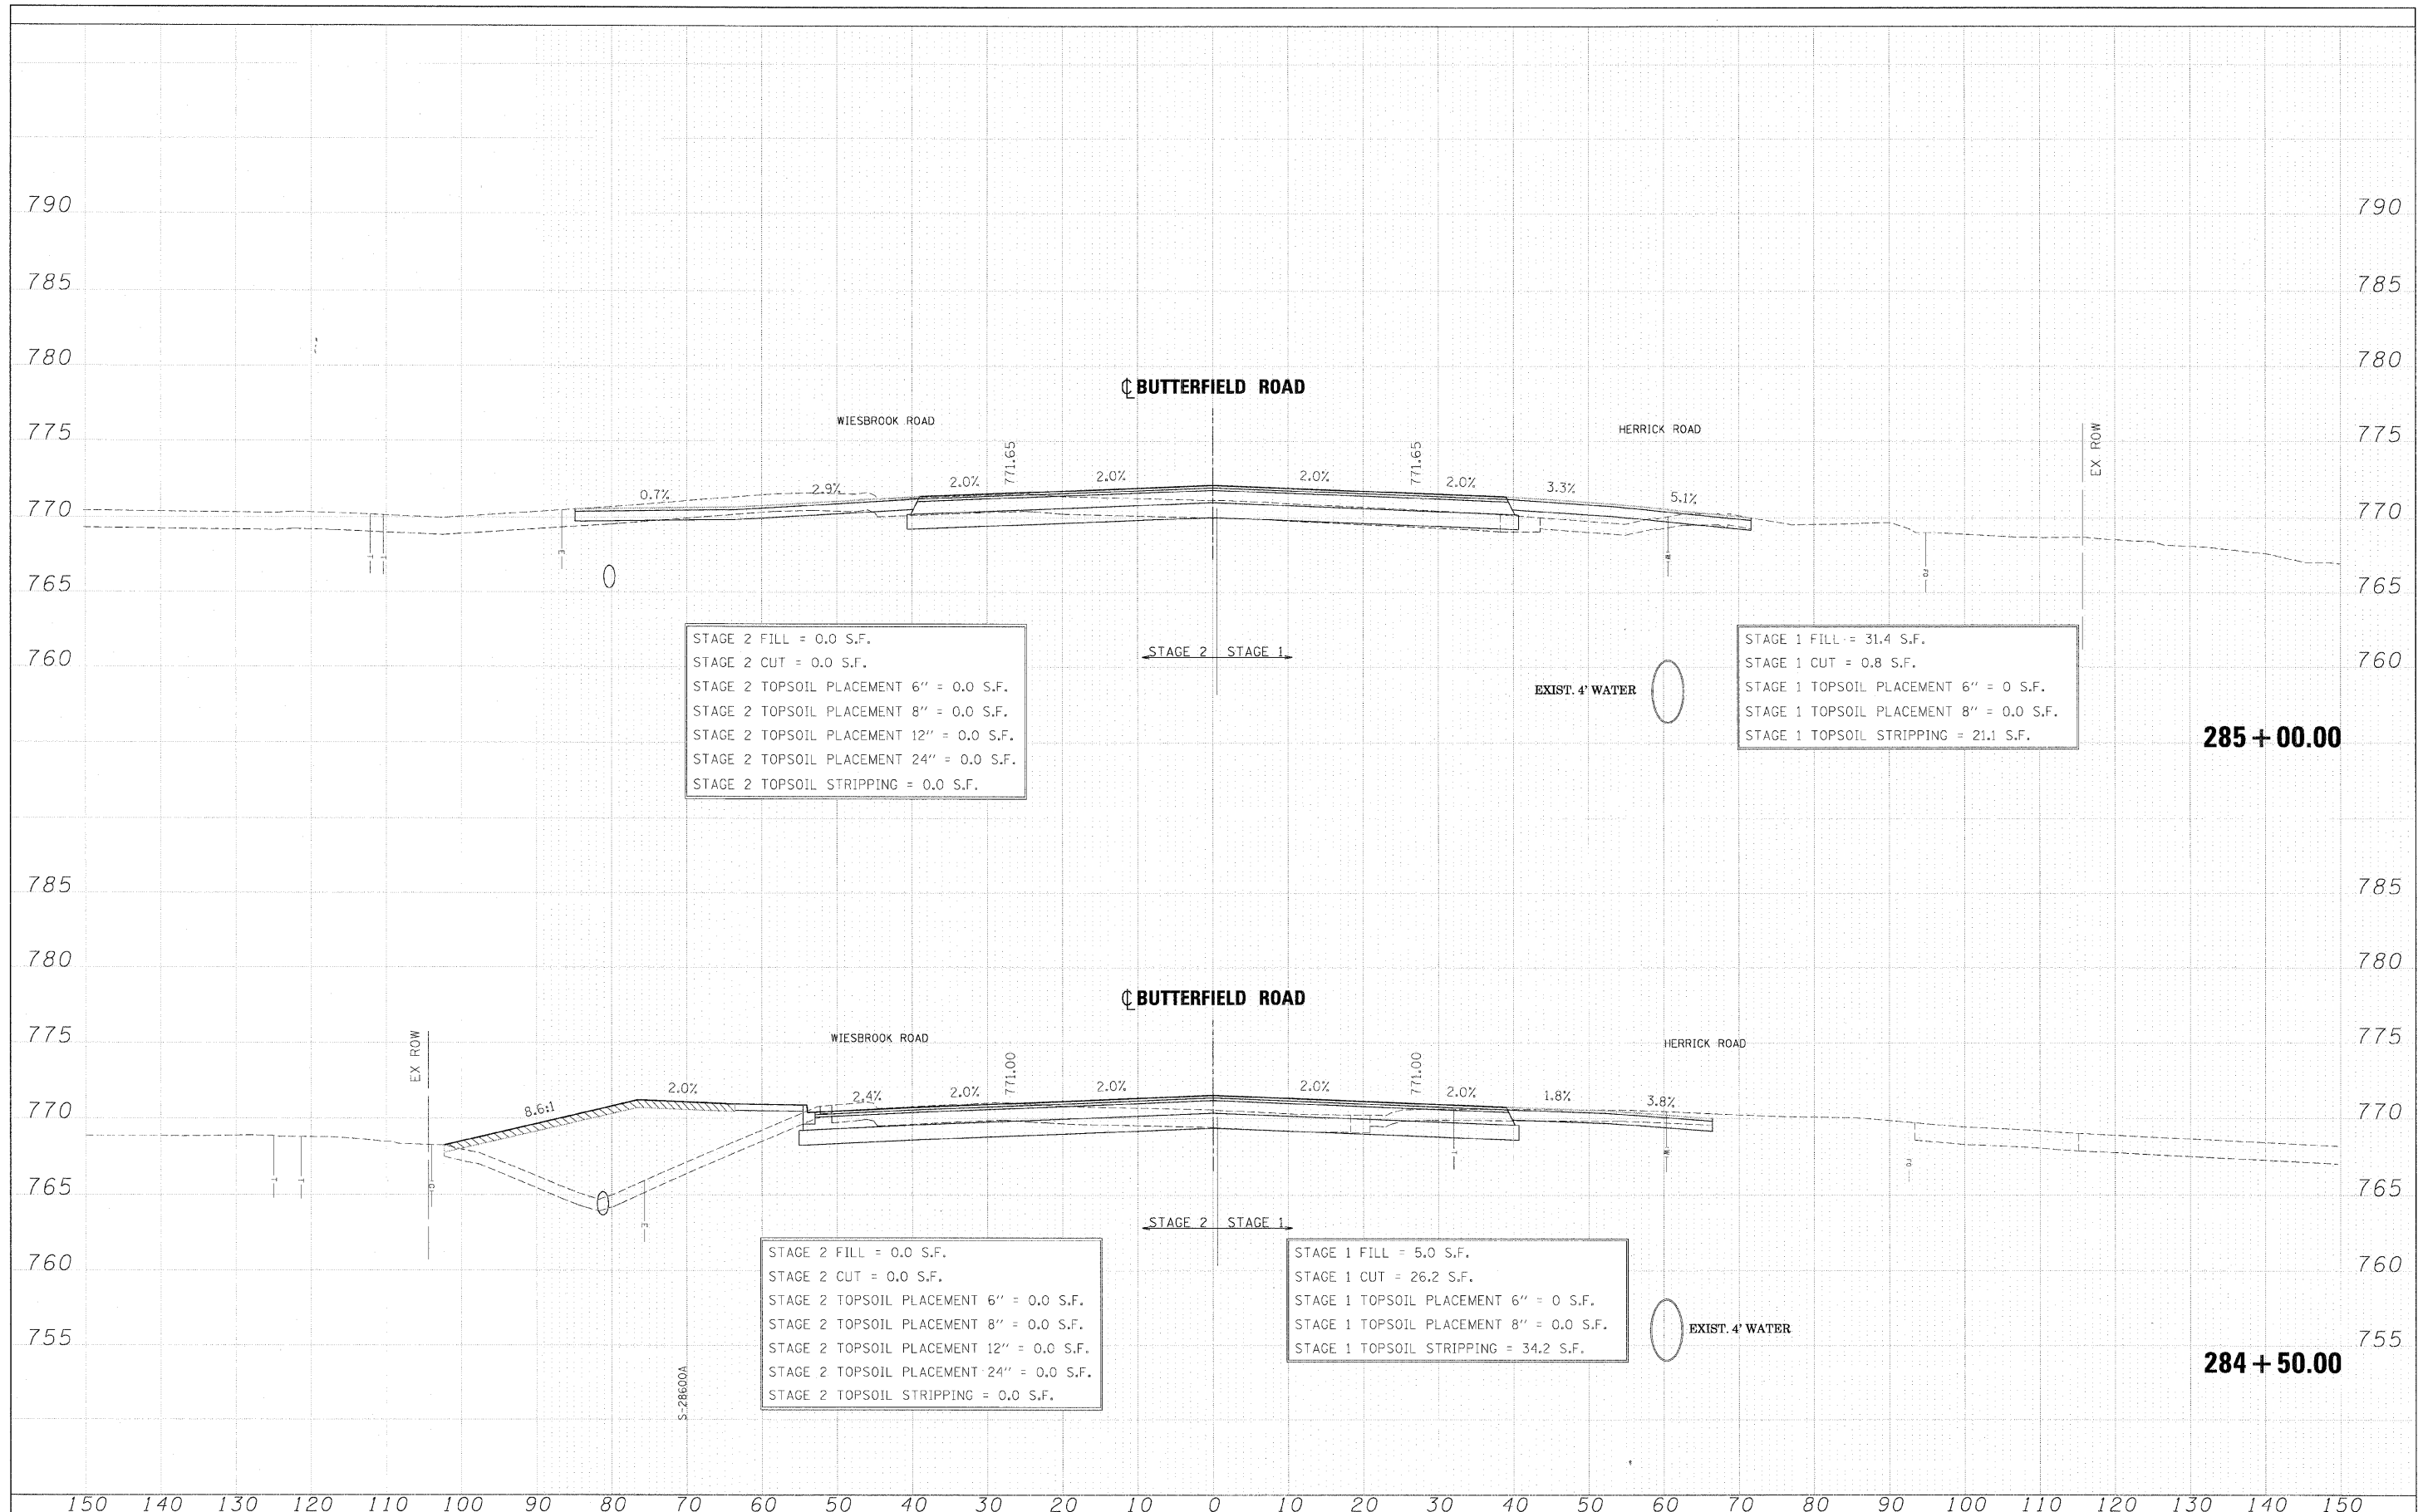 790 790
785 785
780 780
℄ BUTTERFIELD ROAD
WIESBROOK ROAD
HERRICK ROAD
775 775
EX ROW
771.65 771.65
0.7% 2.9% 2.0% 2.0% 2.0% 2.0% 3.3% 5.1%
770 770
765 765
760 760
STAGE 2 STAGE 1
STAGE 2 FILL = 0.0 S.F.
STAGE 2 CUT = 0.0 S.F.
STAGE 2 TOPSOIL PLACEMENT 6" = 0.0 S.F.
STAGE 2 TOPSOIL PLACEMENT 8" = 0.0 S.F.
STAGE 2 TOPSOIL PLACEMENT 12" = 0.0 S.F.
STAGE 2 TOPSOIL PLACEMENT 24" = 0.0 S.F.
STAGE 2 TOPSOIL STRIPPING = 0.0 S.F.
EXIST. 4' WATER
STAGE 1 FILL = 31.4 S.F.
STAGE 1 CUT = 0.8 S.F.
STAGE 1 TOPSOIL PLACEMENT 6" = 0 S.F.
STAGE 1 TOPSOIL PLACEMENT 8" = 0.0 S.F.
STAGE 1 TOPSOIL STRIPPING = 21.1 S.F.
285+00.00
785 785
780 780
℄ BUTTERFIELD ROAD
WIESBROOK ROAD
HERRICK ROAD
775 775
EX ROW
771.00 771.00
8.6:1 2.0% 2.4% 2.0% 2.0% 2.0% 2.0% 1.8% 3.8%
770 770
765 765
STAGE 2 STAGE 1
760 760
STAGE 2 FILL = 0.0 S.F.
STAGE 2 CUT = 0.0 S.F.
STAGE 2 TOPSOIL PLACEMENT 6" = 0.0 S.F.
STAGE 2 TOPSOIL PLACEMENT 8" = 0.0 S.F.
STAGE 2 TOPSOIL PLACEMENT 12" = 0.0 S.F.
STAGE 2 TOPSOIL PLACEMENT 24" = 0.0 S.F.
STAGE 2 TOPSOIL STRIPPING = 0.0 S.F.
STAGE 1 FILL = 5.0 S.F.
STAGE 1 CUT = 26.2 S.F.
STAGE 1 TOPSOIL PLACEMENT 6" = 0 S.F.
STAGE 1 TOPSOIL PLACEMENT 8" = 0.0 S.F.
STAGE 1 TOPSOIL STRIPPING = 34.2 S.F.
EXIST. 4' WATER
755 755
284+50.00
S-28600A
150 140 130 120 110 100 90 80 70 60 50 40 30 20 10 0 10 20 30 40 50 60 70 80 90 100 110 120 130 140 150